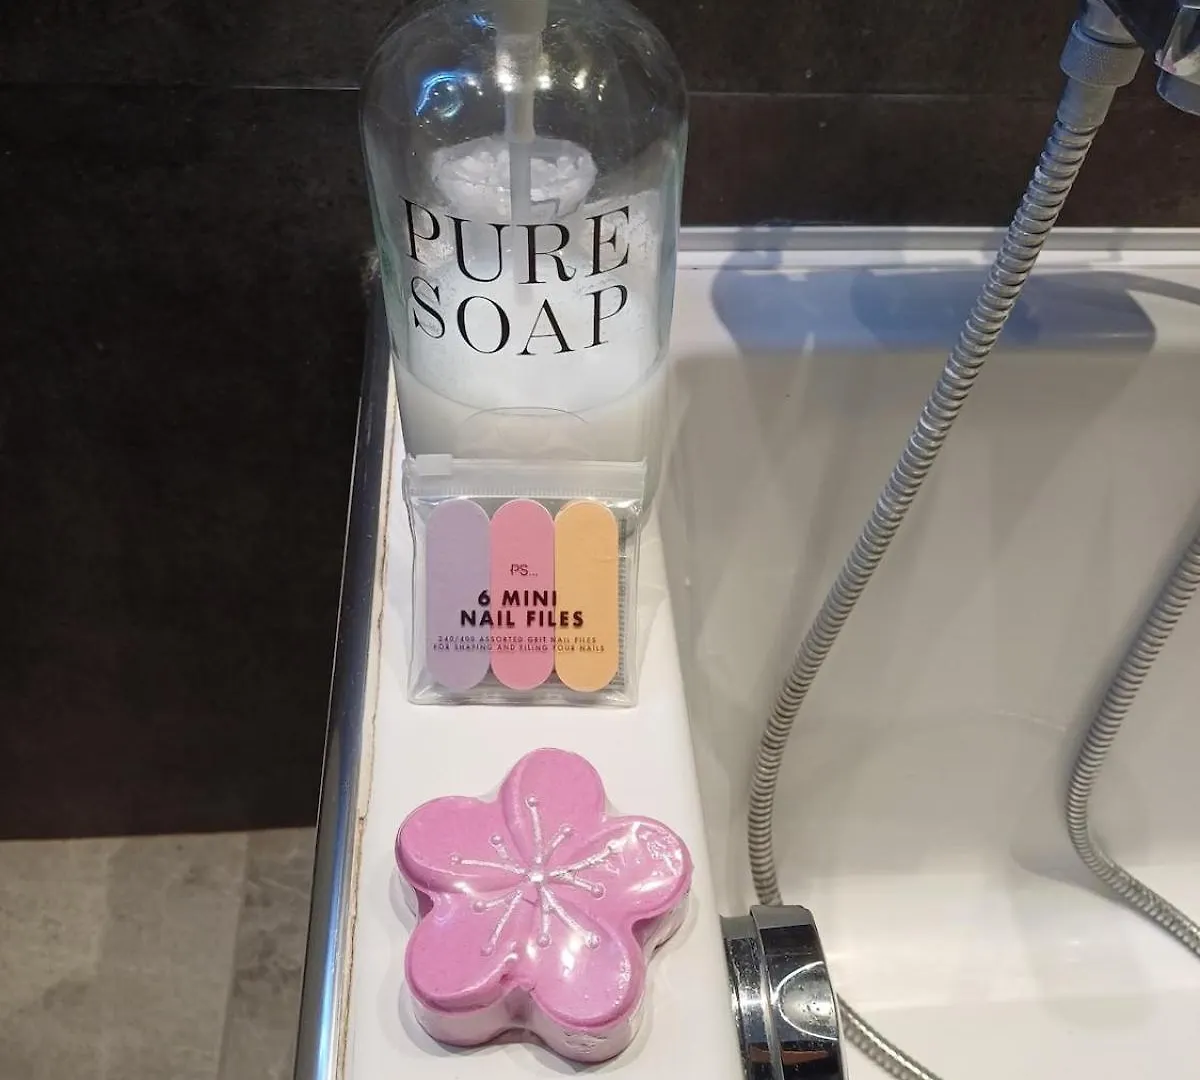 PURE
SOAP
PS...
6 MINI
NAIL FILES
240/400 ASSORTED GRIT NAIL FILES
FOR SHAPING AND FILING YOUR NAILS